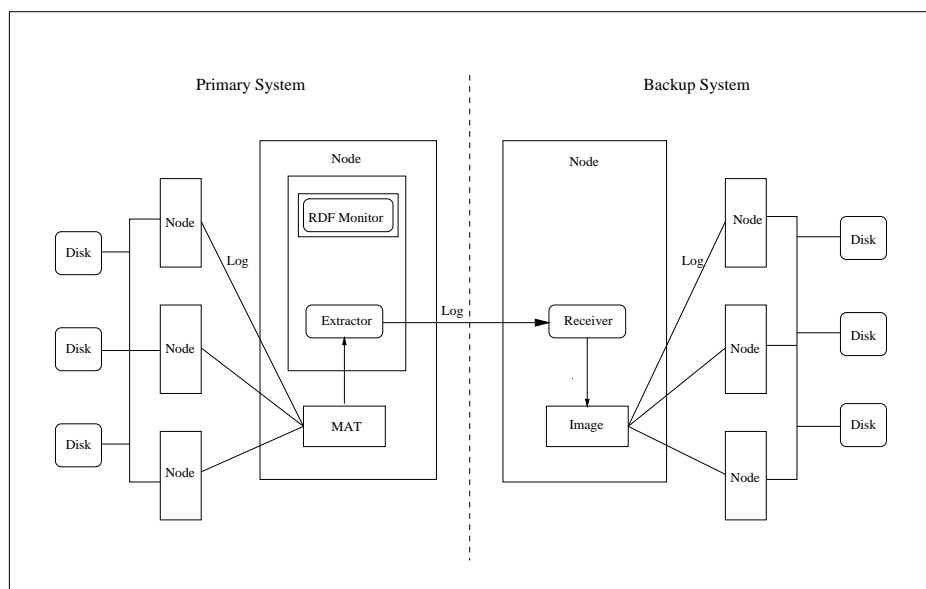 Primary System
Backup System
Node
Node
Node
Node
RDF Monitor
Disk
Disk
Log
Log
Extractor
Log
Receiver
Disk
Node
Node
Disk
MAT
Image
Disk
Disk
Node
Node